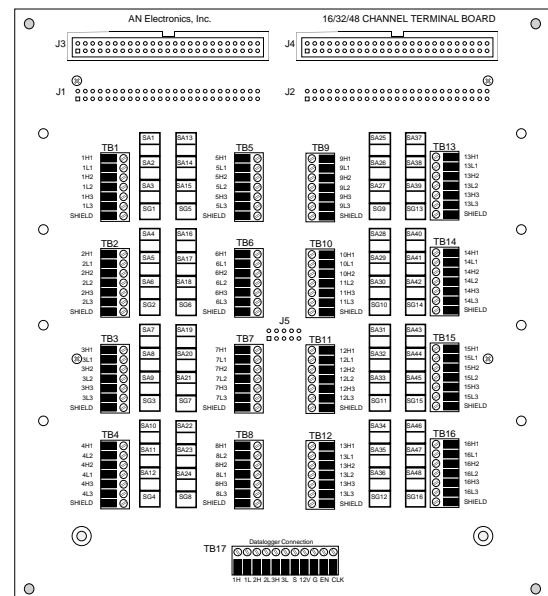 AN Electronics, Inc.
16/32/48 CHANNEL TERMINAL BOARD
J3
J4
J1
J2
TB1
1H1
1L1
1H2
1L2
1H3
1L3
SHIELD
SA1
SA2
SA3
SG1
SA13
SA14
SA15
SG5
TB5
5H1
5L1
5H2
5L2
5H3
5L3
SHIELD
TB9
9H1
9L1
9H2
9L2
9H3
9L3
SHIELD
SA25
SA26
SA27
SG9
SA37
SA38
SA39
SG13
TB13
13H1
13L1
13H2
13L2
13H3
13L3
SHIELD
TB2
2H1
2L1
2H2
2L2
2H3
2L3
SHIELD
SA4
SA5
SA6
SG2
SA16
SA17
SA18
SG6
TB6
6H1
6L1
6H2
6L2
6H3
6L3
SHIELD
TB10
10H1
10L1
10H2
11L2
11H3
11L3
SHIELD
SA28
SA29
SA30
SG10
SA40
SA41
SA42
SG14
TB14
14H1
14L1
14H2
14L2
14H3
14L3
SHIELD
J5
TB3
3H1
3L1
3H2
3L2
3H3
3L3
SHIELD
SA7
SA8
SA9
SG3
SA19
SA20
SA21
SG7
TB7
7H1
7L1
7H2
7L2
7H3
7L3
SHIELD
TB11
12H1
12L1
12H2
12L2
12H3
12L3
SHIELD
SA31
SA32
SA33
SG11
SA43
SA44
SA45
SG15
TB15
15H1
15L1
15H2
15L2
15H3
15L3
SHIELD
TB4
4H1
4L2
4H2
4L1
4H3
4L3
SHIELD
SA10
SA11
SA12
SG4
SA22
SA23
SA24
SG8
TB8
8H1
8L2
8H2
8L1
8H3
8L3
SHIELD
TB12
13H1
13L1
13H2
13L2
13H3
13L3
SHIELD
SA34
SA35
SA36
SG12
SA46
SA47
SA48
SG16
TB16
16H1
16L1
16H2
16L2
16H3
16L3
SHIELD
Datalogger Connection
TB17
1H 1L 2H 2L 3H 3L S 12V G EN CLK